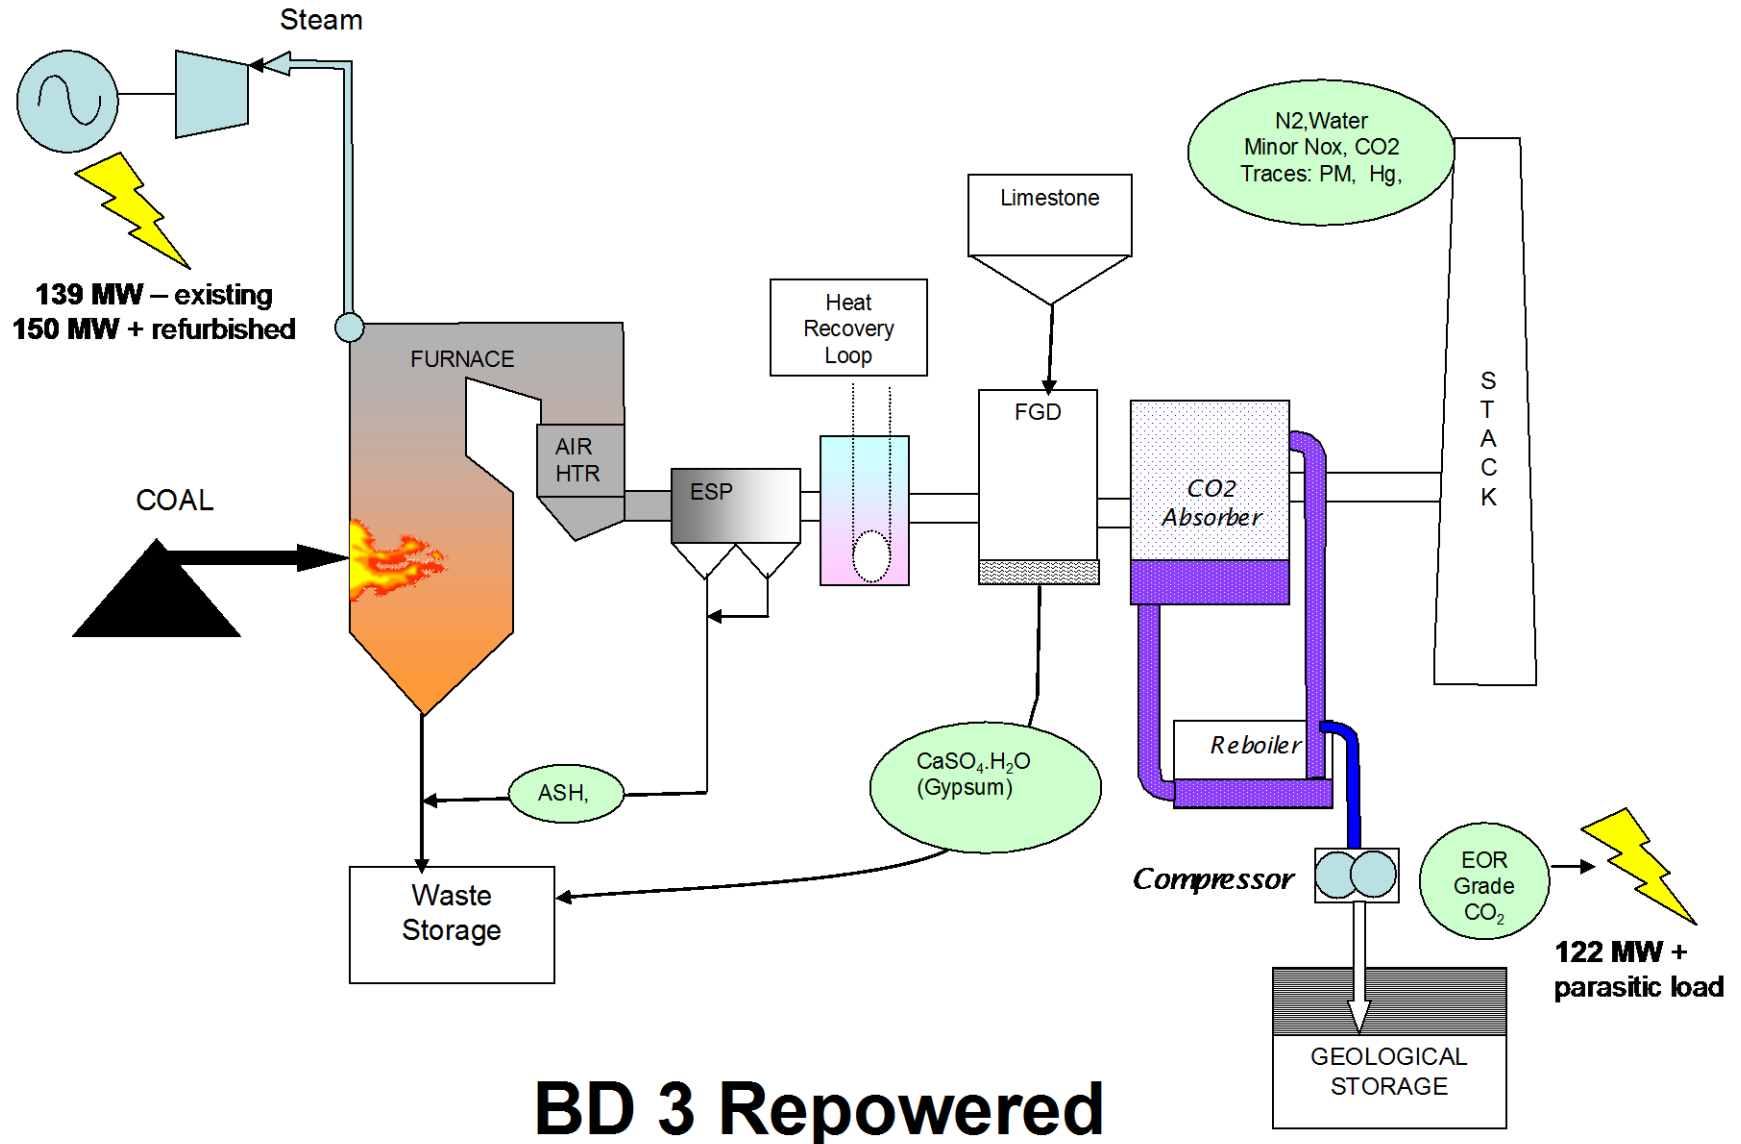 Steam
139 MW – existing
150 MW + refurbished
COAL
FURNACE
AIR
HTR
ESP
Heat
Recovery
Loop
Limestone
FGD
CO2
Absorber
N2,Water
Minor Nox, CO2
Traces: PM, Hg,
S
T
A
C
K
ASH,
CaSO₄.H₂O
(Gypsum)
Reboiler
Waste
Storage
Compressor
EOR
Grade
CO₂
122 MW +
parasitic load
GEOLOGICAL
STORAGE
BD 3 Repowered